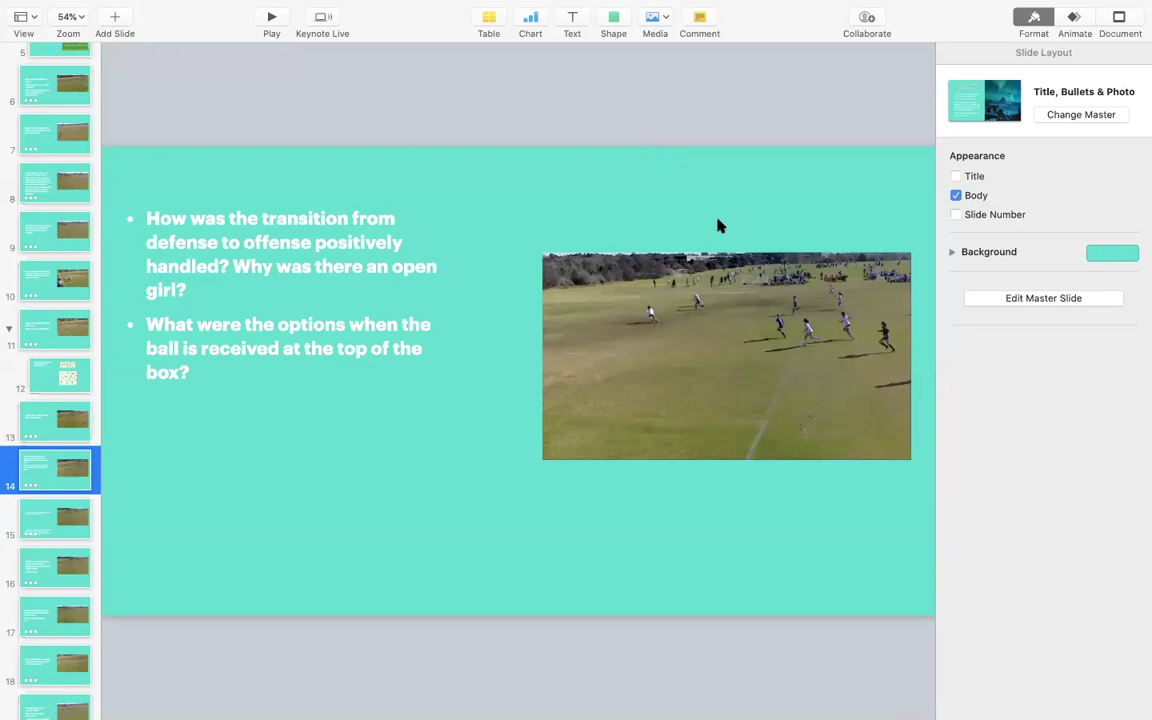 54%
View
Zoom
Add Slide
Play
Keynote Live
Table
Chart
Text
Shape
Media
Comment
Collaborate
Format
Animate
Document
5
6
7
8
9
10
11
12
13
14
15
16
17
18
• How was the transition from
defense to offense positively
handled? Why was there an open
girl?
• What were the options when the
ball is received at the top of the
box?
Slide Layout
Title, Bullets & Photo
Change Master
Appearance
Title
Body
Slide Number
Background
Edit Master Slide